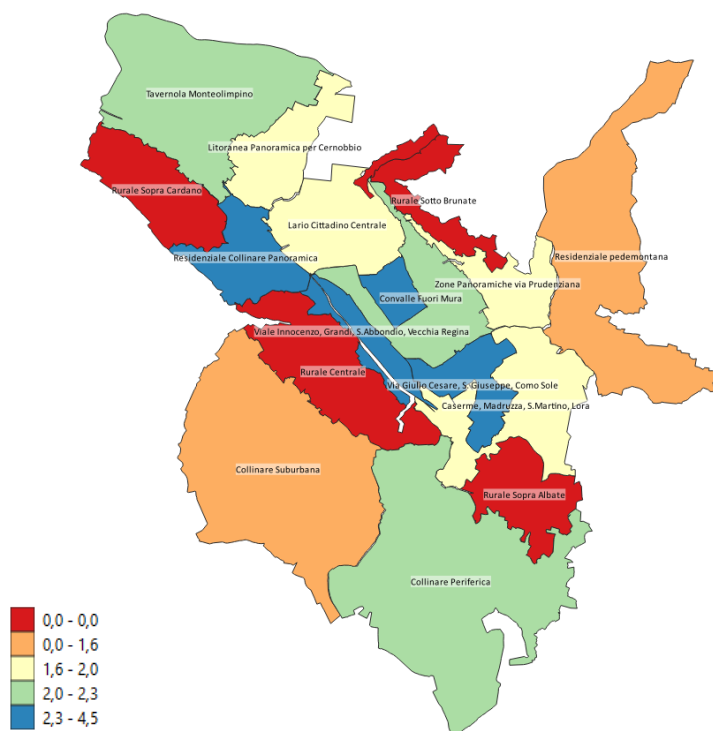 Tavernola Monteolimpino
Litoranea Panoramica per Cernobbio
Rurale Sopra Cardano
Rurale Sotto Brunate
Lario Cittadino Centrale
Residenziale Collinare Panoramica
Residenziale pedemontana
Zone Panoramiche via Prudenziana
Convalle Fuori Mura
Viale Innocenzo, Grandi, S.Abbondio, Vecchia Regina
Rurale Centrale
Via Giulio Cesare, S.Giuseppe, Como Sole
Caserme, Madruzza, S.Martino, Lora
Collinare Suburbana
Rurale Sopra Albate
Collinare Periferica
0,0 - 0,0
0,0 - 1,6
1,6 - 2,0
2,0 - 2,3
2,3 - 4,5